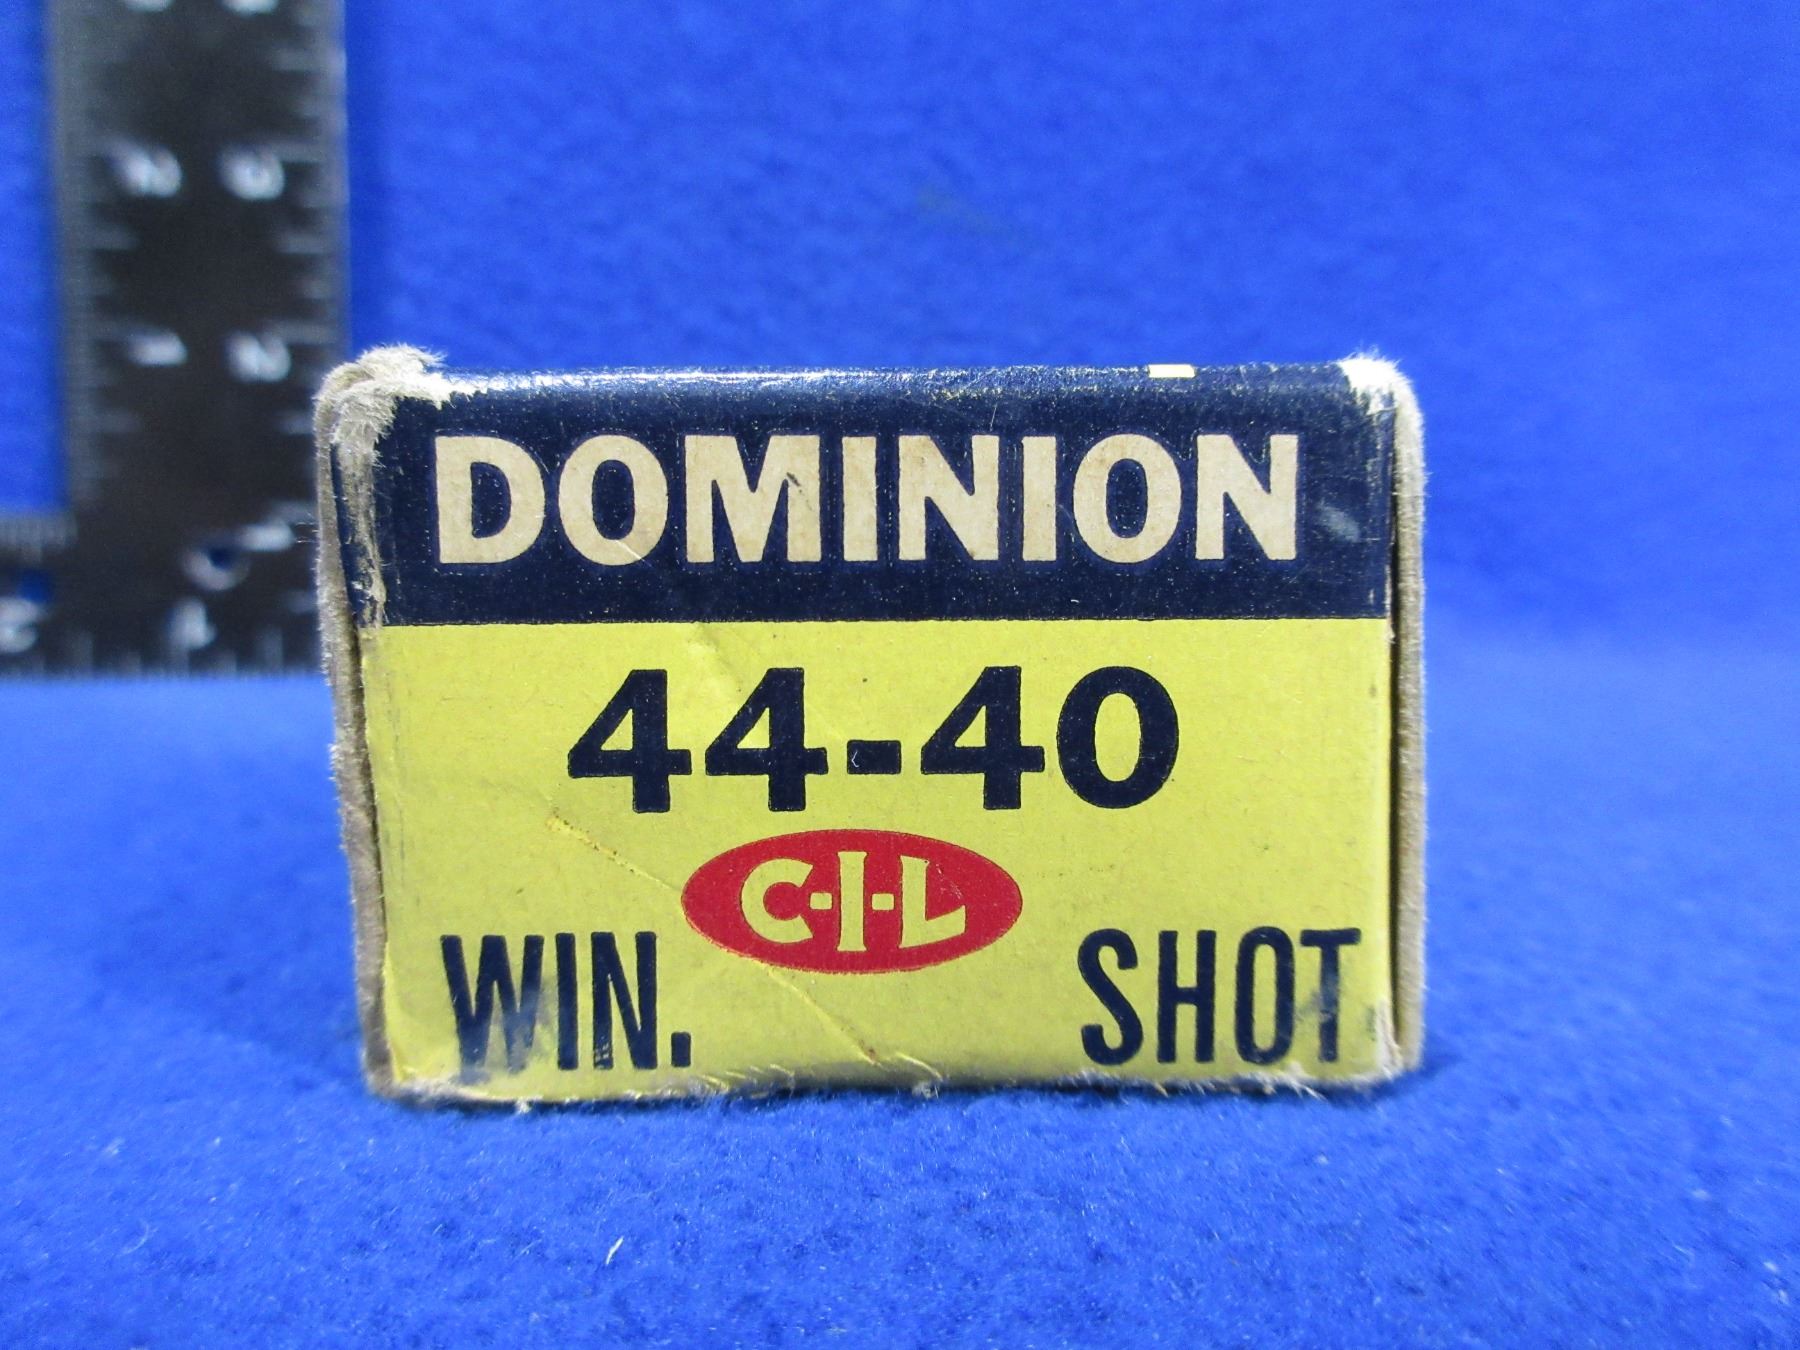 DOMINION
44-40
C-I-L
WIN. SHOT